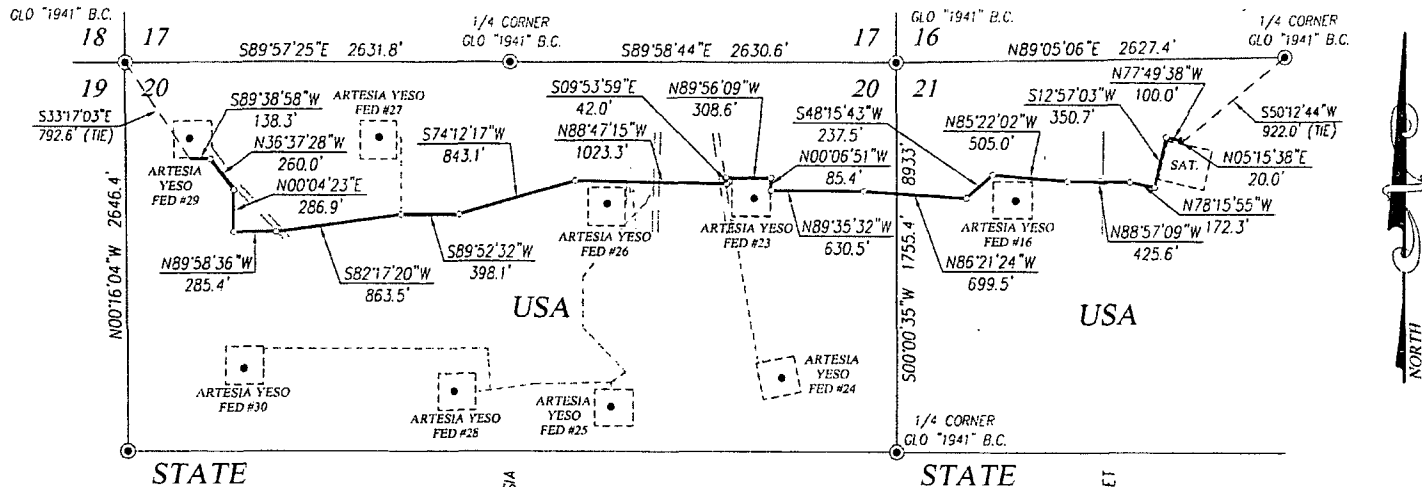 GLO "1941" B.C.
18
17
S89°57'25"E 2631.8'
1/4 CORNER
GLO "1941" B.C.
S89°58'44"E 2630.6'
17
GLO "1941" B.C.
16
N89°05'06"E 2627.4'
1/4 CORNER
GLO "1941" B.C.
19
20
20
21
S33°17'03"E
792.6' (TIE)
S89°38'58"W
138.3'
N36°37'28"W
260.0'
N00°04'23"E
286.9'
N89°58'36"W
285.4'
S82°17'20"W
863.5'
S89°52'32"W
398.1'
S74°12'17"W
843.1'
N88°47'15"W
1023.3'
S09°53'59"E
42.0'
N89°56'09"W
308.6'
N00°06'51"W
85.4'
N89°35'32"W
630.5'
N86°21'24"W
699.5'
S48°15'43"W
237.5'
N85°22'02"W
505.0'
N88°57'09"W
425.6'
N78°15'55"W
172.3'
S12°57'03"W
350.7'
N77°49'38"W
100.0'
N05°15'38"E
20.0'
S50°12'44"W
922.0' (TIE)
SAT.
ARTESIA
YESO
FED #29
ARTESIA YESO
FED #27
ARTESIA YESO
FED #26
ARTESIA YESO
FED #23
ARTESIA YESO
FED #16
ARTESIA YESO
FED #30
ARTESIA YESO
FED #28
ARTESIA
YESO
FED #25
ARTESIA
YESO
FED #24
USA
USA
N00°16'04"W 2646.4'
S00°00'35"W 1755.4'
893.3'
1/4 CORNER
GLO "1941" B.C.
STATE
STATE
NORTH